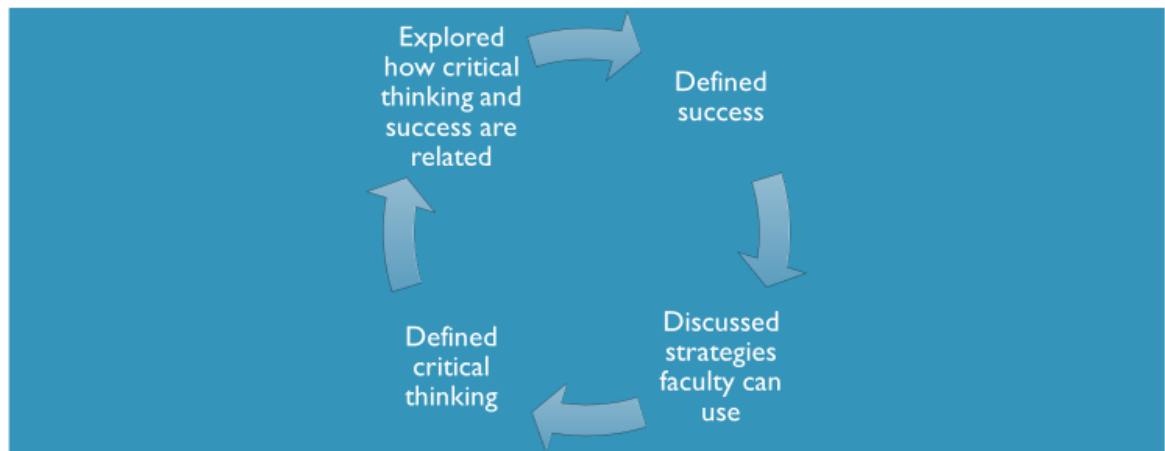 Explored
how critical
thinking and
success are
related
Defined
success
Discussed
strategies
faculty can
use
Defined
critical
thinking